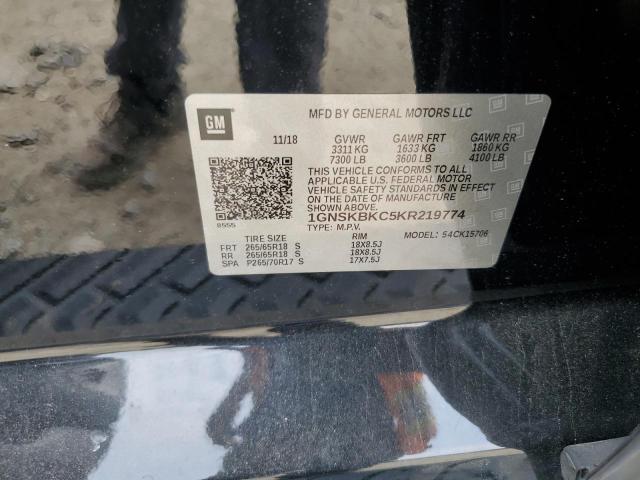 GM
MFD BY GENERAL MOTORS LLC
11/18 GVWR GAWR FRT GAWR RR
3311 KG 1633 KG 1860 KG
7300 LB 3600 LB 4100 LB
THIS VEHICLE CONFORMS TO ALL
APPLICABLE U.S. FEDERAL MOTOR
VEHICLE SAFETY STANDARDS IN EFFECT
ON THE DATE OF MANUFACTURE SHOWN ABOVE.
1GNSKBKC5KR219774
8555 TYPE: M.P.V. 54CK15706
TIRE SIZE RIM
FRT 265/65R18 S 18X8.5J
RR 265/65R18 S 18X8.5J
SPA P265/70R17 S 17X7.5J